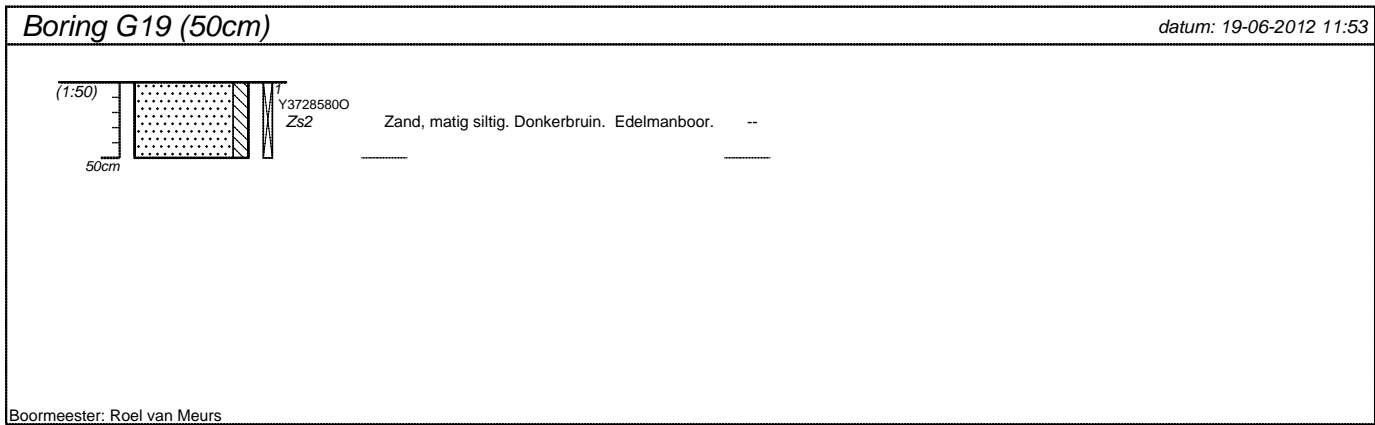 Boring G19 (50cm)
datum: 19-06-2012 11:53
(1:50)
1
Y3728580O
Zs2 Zand, matig siltig. Donkerbruin. Edelmanboor. --
50cm
Boormeester: Roel van Meurs